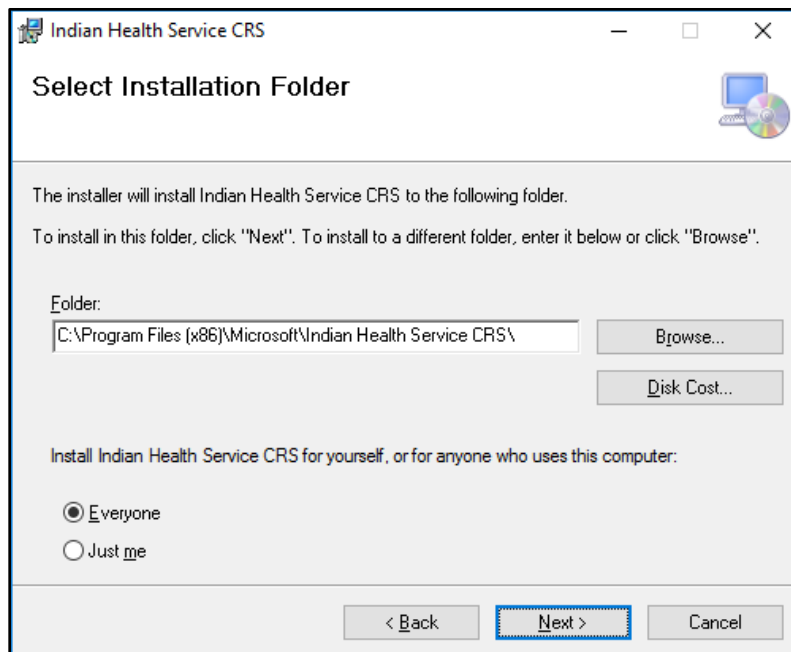 Indian Health Service CRS
Select Installation Folder
The installer will install Indian Health Service CRS to the following folder.
To install in this folder, click "Next". To install to a different folder, enter it below or click "Browse".
Folder:
C:\Program Files (x86)\Microsoft\Indian Health Service CRS\
Browse...
Disk Cost...
Install Indian Health Service CRS for yourself, or for anyone who uses this computer:
Everyone
Just me
< Back
Next >
Cancel